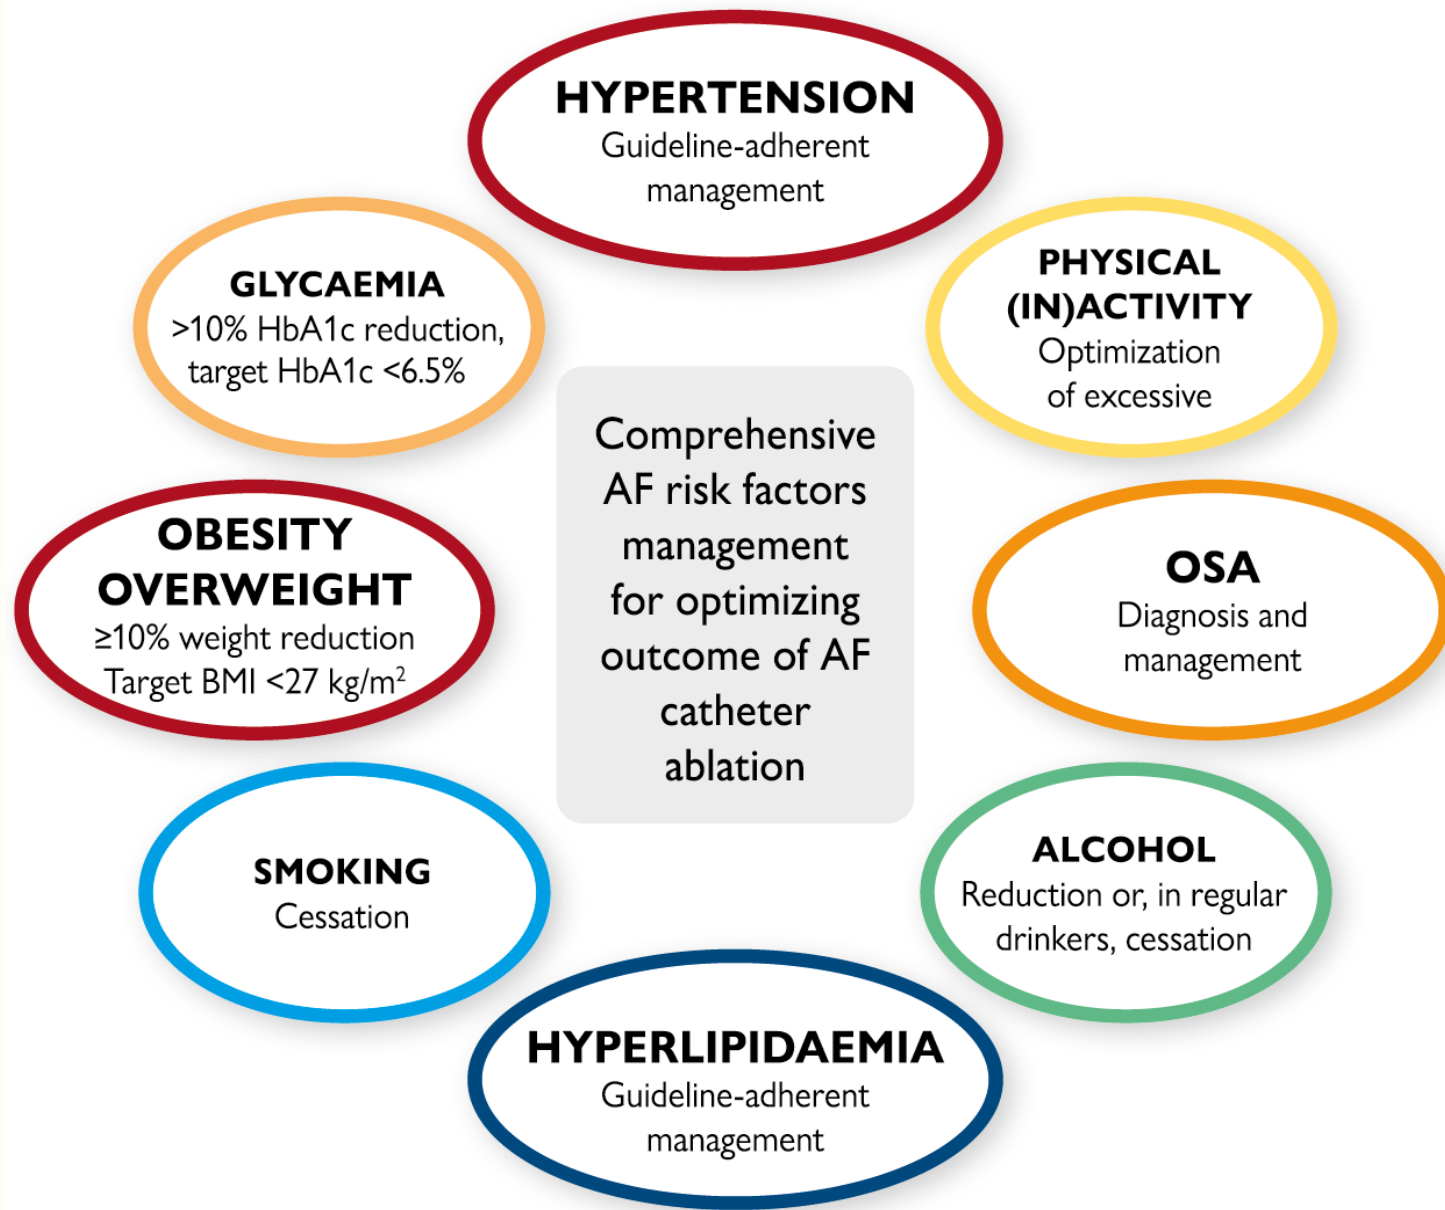 HYPERTENSION
Guideline-adherent
management
GLYCAEMIA
>10% HbA1c reduction,
target HbA1c <6.5%
PHYSICAL
(IN)ACTIVITY
Optimization
of excessive
Comprehensive
AF risk factors
management
for optimizing
outcome of AF
catheter
ablation
OBESITY
OVERWEIGHT
≥10% weight reduction
Target BMI <27 kg/m²
OSA
Diagnosis and
management
SMOKING
Cessation
ALCOHOL
Reduction or, in regular
drinkers, cessation
HYPERLIPIDAEMIA
Guideline-adherent
management